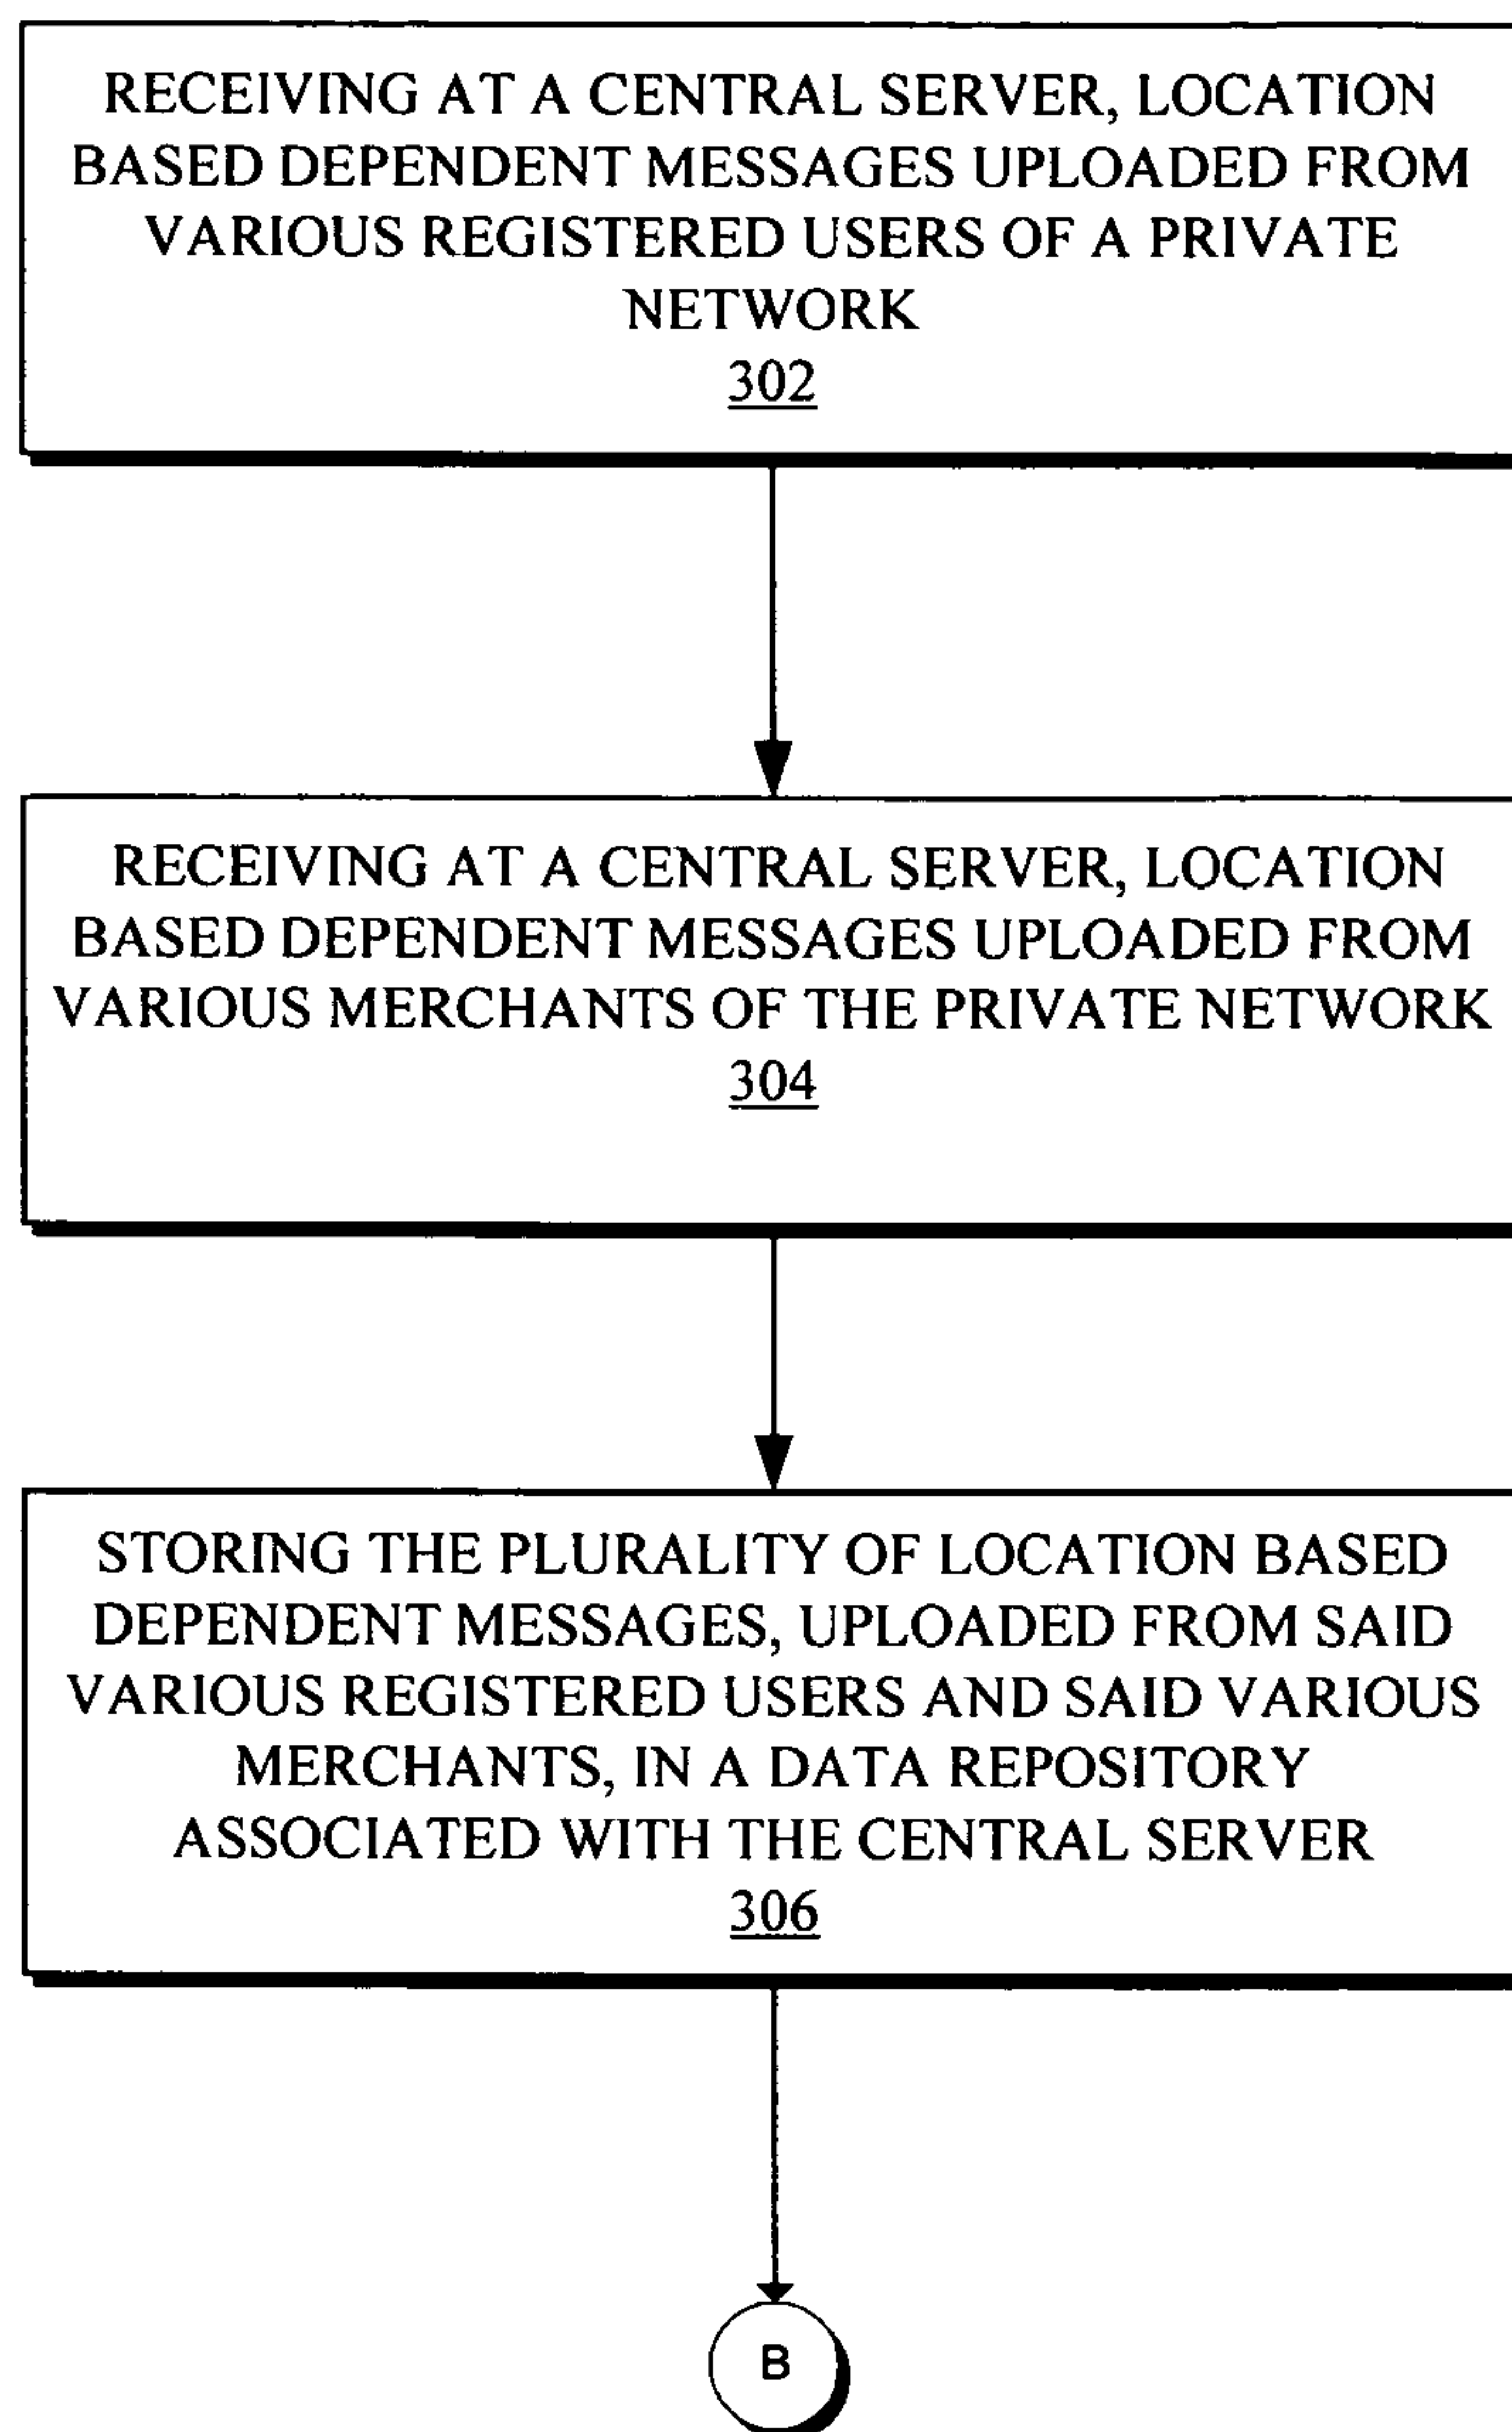 RECEIVING AT A CENTRAL SERVER, LOCATION
BASED DEPENDENT MESSAGES UPLOADED FROM
VARIOUS REGISTERED USERS OF A PRIVATE
NETWORK
302
RECEIVING AT A CENTRAL SERVER, LOCATION
BASED DEPENDENT MESSAGES UPLOADED FROM
VARIOUS MERCHANTS OF THE PRIVATE NETWORK
304
STORING THE PLURALITY OF LOCATION BASED
DEPENDENT MESSAGES, UPLOADED FROM SAID
VARIOUS REGISTERED USERS AND SAID VARIOUS
MERCHANTS, IN A DATA REPOSITORY
ASSOCIATED WITH THE CENTRAL SERVER
306
B